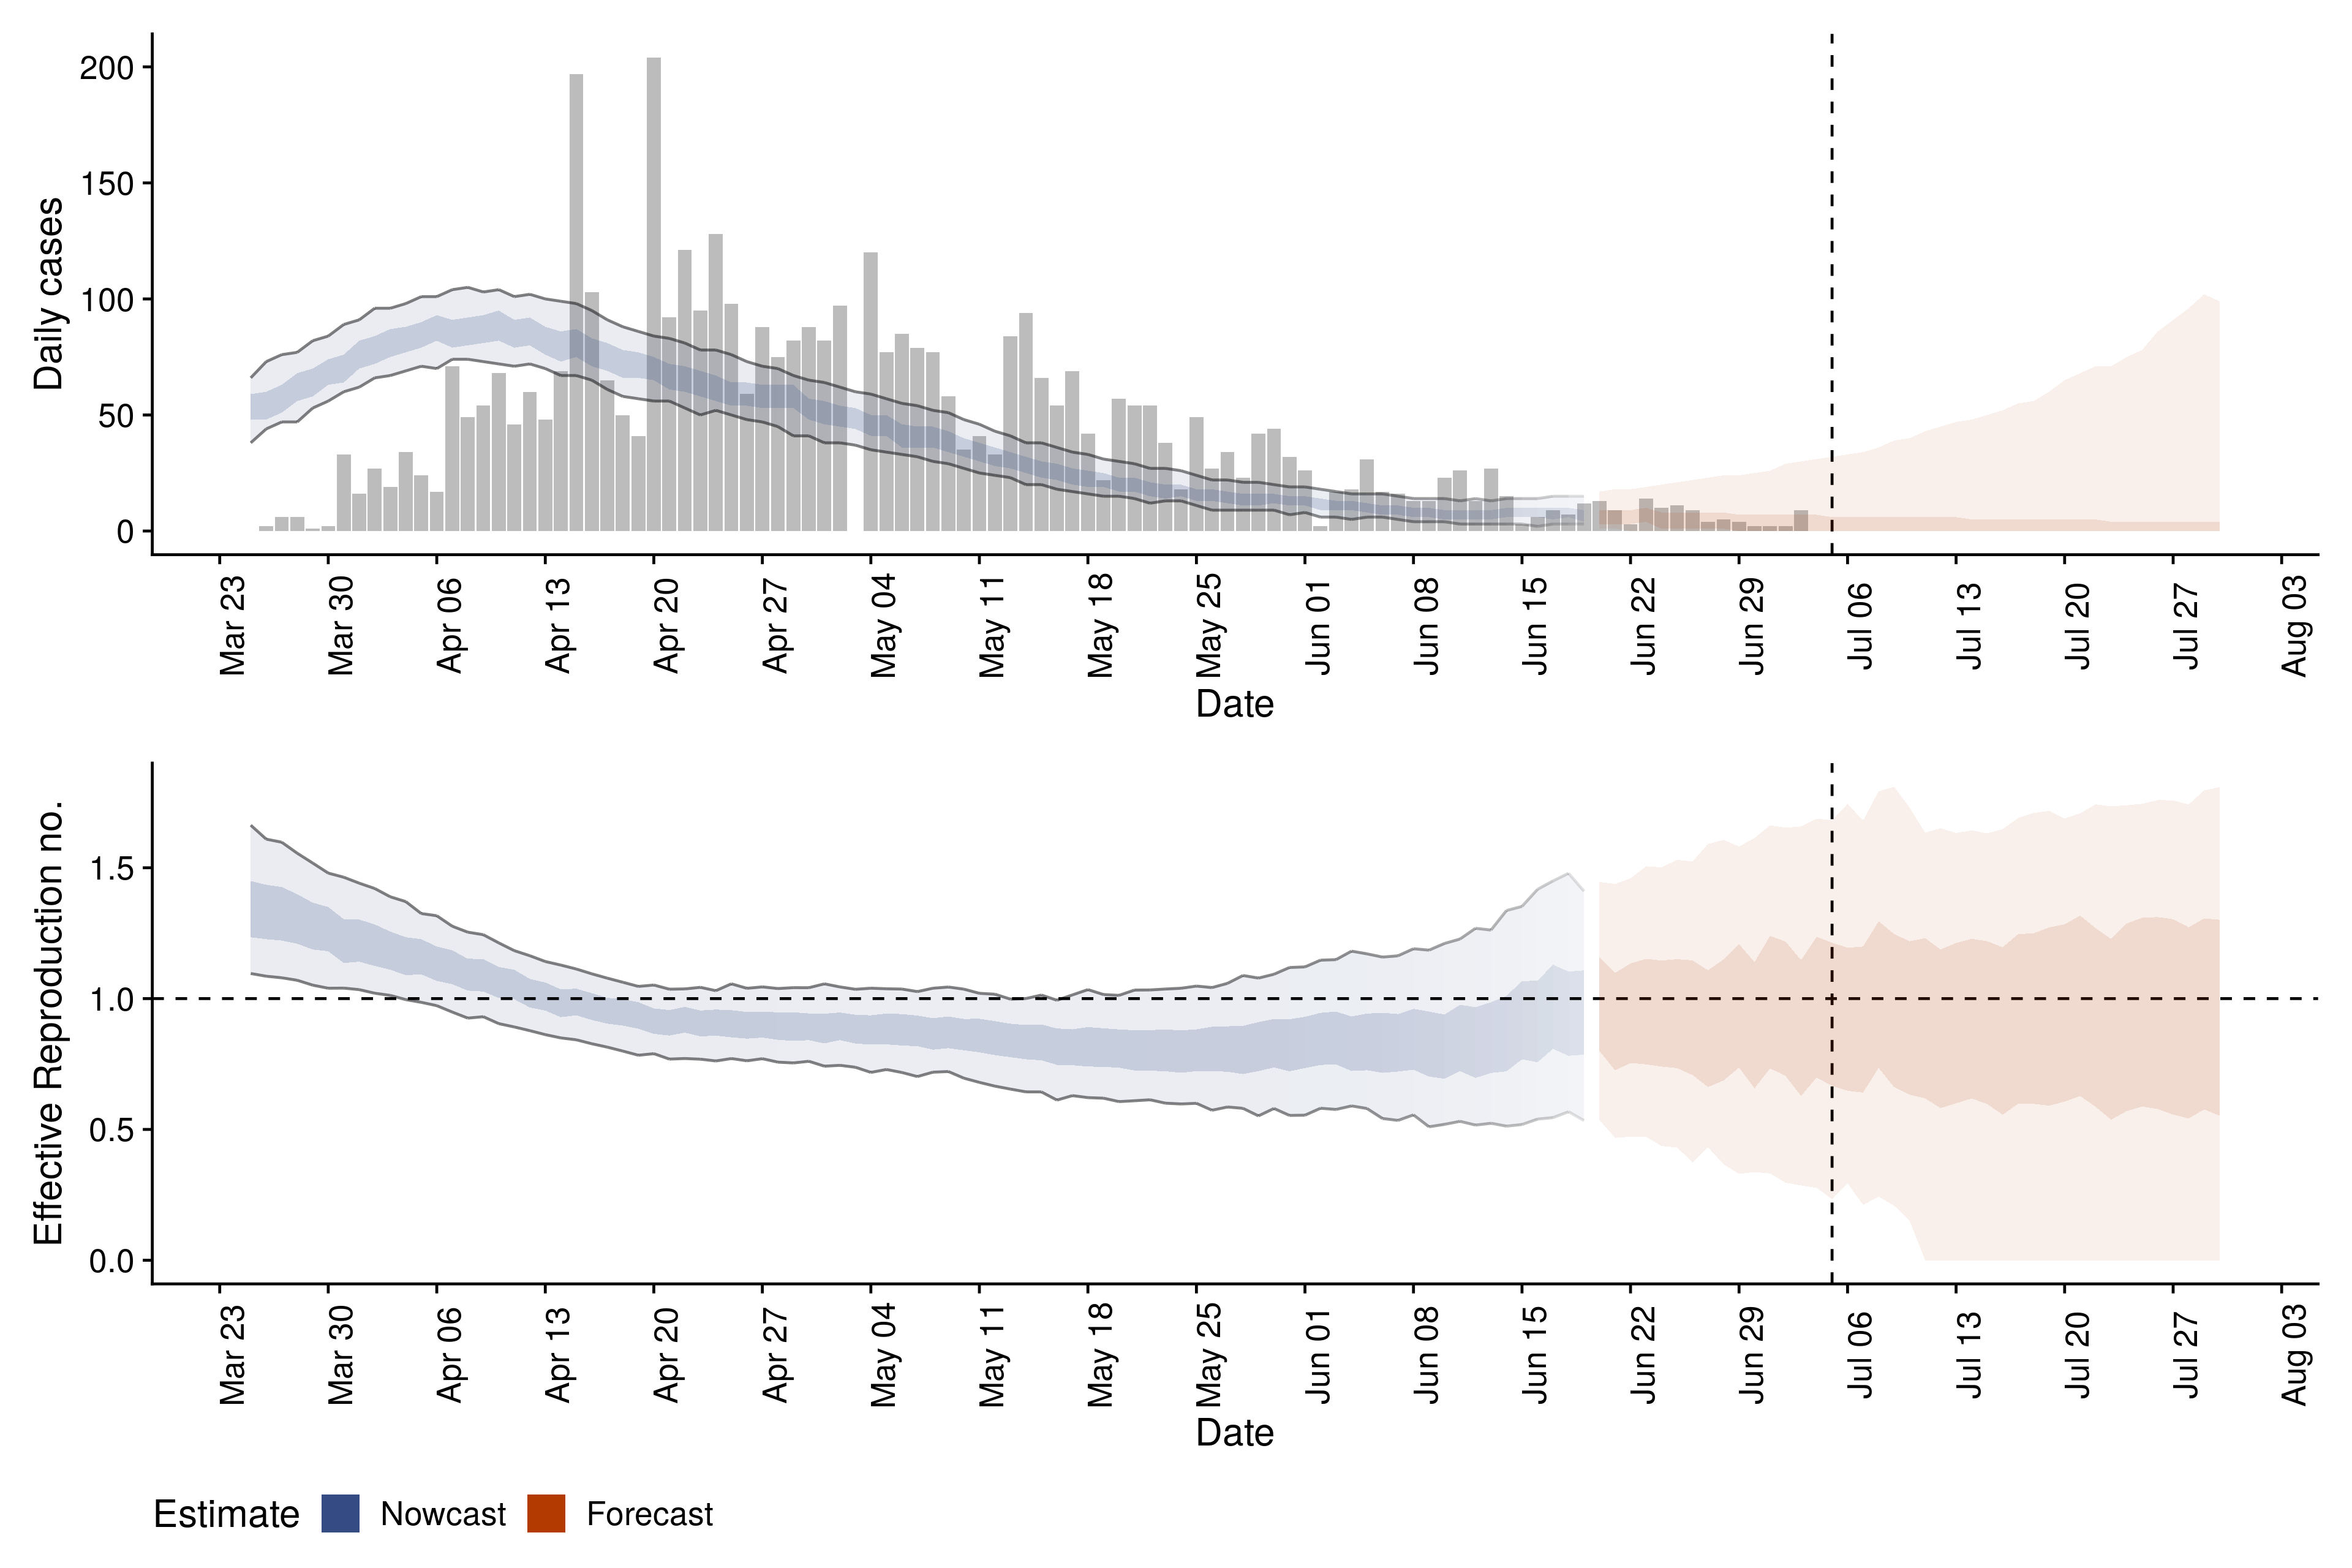 Daily cases
200
150
100
50
0
Mar 23 Mar 30 Apr 06 Apr 13 Apr 20 Apr 27 May 04 May 11 May 18 May 25 Jun 01 Jun 08 Jun 15 Jun 22 Jun 29 Jul 06 Jul 13 Jul 20 Jul 27 Aug 03
Date
Effective Reproduction no.
1.5
1.0
0.5
0.0
Mar 23 Mar 30 Apr 06 Apr 13 Apr 20 Apr 27 May 04 May 11 May 18 May 25 Jun 01 Jun 08 Jun 15 Jun 22 Jun 29 Jul 06 Jul 13 Jul 20 Jul 27 Aug 03
Date
Estimate Nowcast Forecast